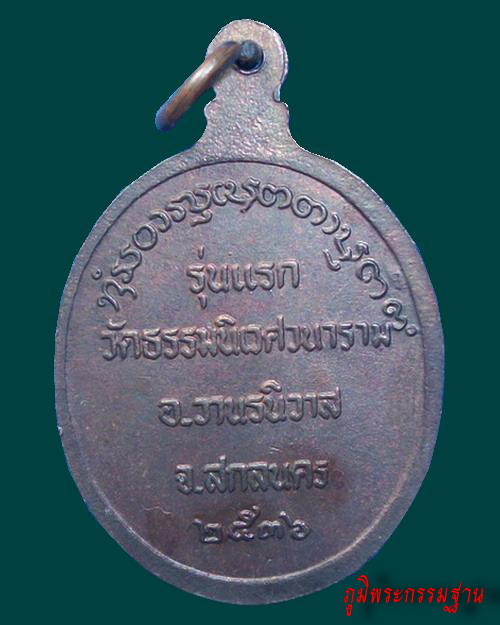 รุ่นแรก
วัดธรรมนิเวศวนาราม
อ.วานรนิวาส
จ.สกลนคร
๒๕๓๖
ภูมิพระกรรมฐาน